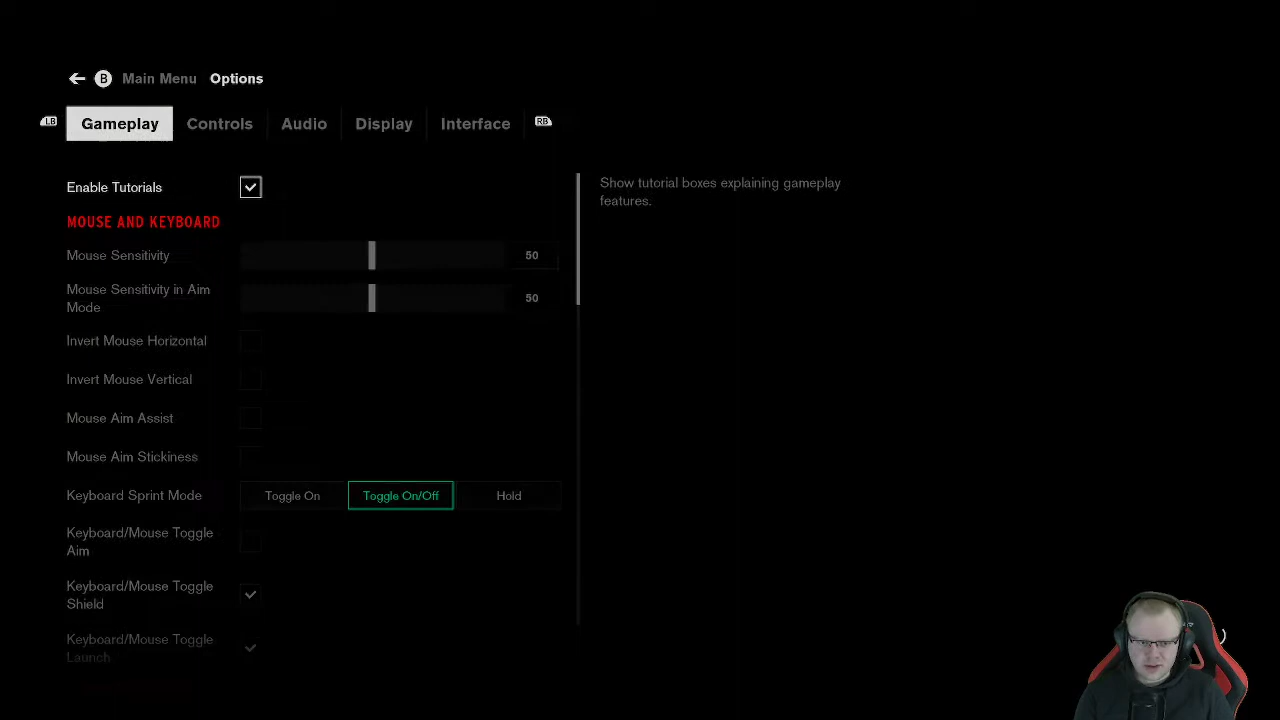 B Main Menu Options
LB Gameplay Controls Audio Display Interface RB
Enable Tutorials
Show tutorial boxes explaining gameplay
features.
MOUSE AND KEYBOARD
Mouse Sensitivity 50
Mouse Sensitivity in Aim
Mode 50
Invert Mouse Horizontal
Invert Mouse Vertical
Mouse Aim Assist
Mouse Aim Stickiness
Keyboard Sprint Mode Toggle On Toggle On/Off Hold
Keyboard/Mouse Toggle
Aim
Keyboard/Mouse Toggle
Shield
Keyboard/Mouse Toggle
Launch